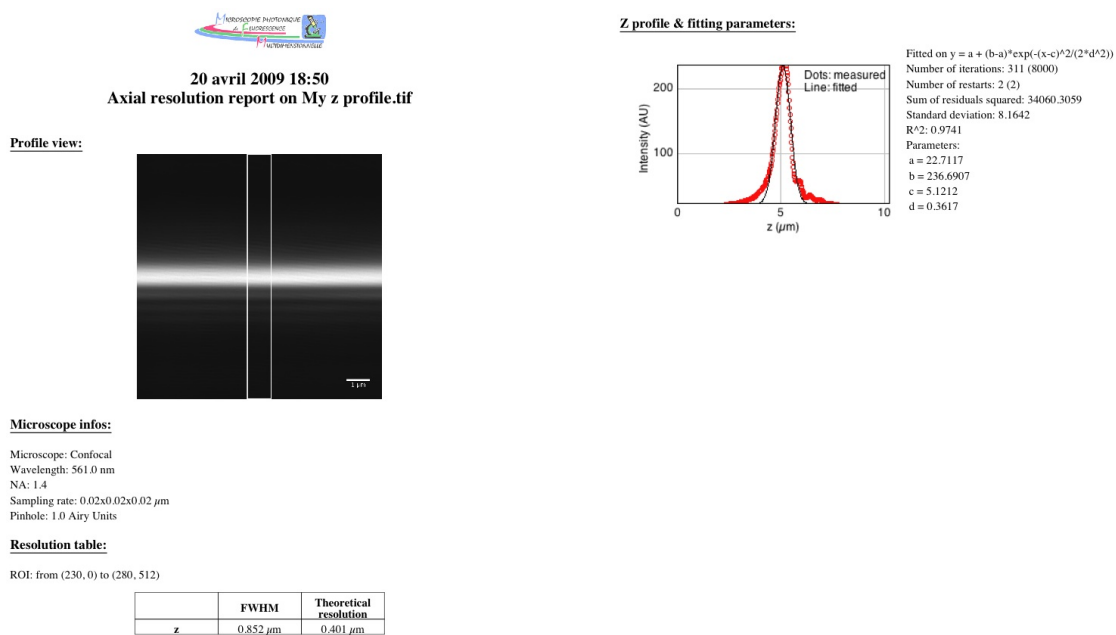 MICROSCOPIE PHOTONIQUE
de FLUORESCENCE
MULTIDIMENSIONNELLE
20 avril 2009 18:50
Axial resolution report on My z profile.tif
Profile view:
1 µm
Microscope infos:
Microscope: Confocal
Wavelength: 561.0 nm
NA: 1.4
Sampling rate: 0.02x0.02x0.02 µm
Pinhole: 1.0 Airy Units
Resolution table:
ROI: from (230, 0) to (280, 512)
FWHM Theoretical resolution
z 0.852 µm 0.401 µm
Z profile & fitting parameters:
Dots: measured
Line: fitted
200
100
Intensity (AU)
0 5 10
z (µm)
Fitted on y = a + (b-a)*exp(-(x-c)^2/(2*d^2))
Number of iterations: 311 (8000)
Number of restarts: 2 (2)
Sum of residuals squared: 34060.3059
Standard deviation: 8.1642
R^2: 0.9741
Parameters:
a = 22.7117
b = 236.6907
c = 5.1212
d = 0.3617